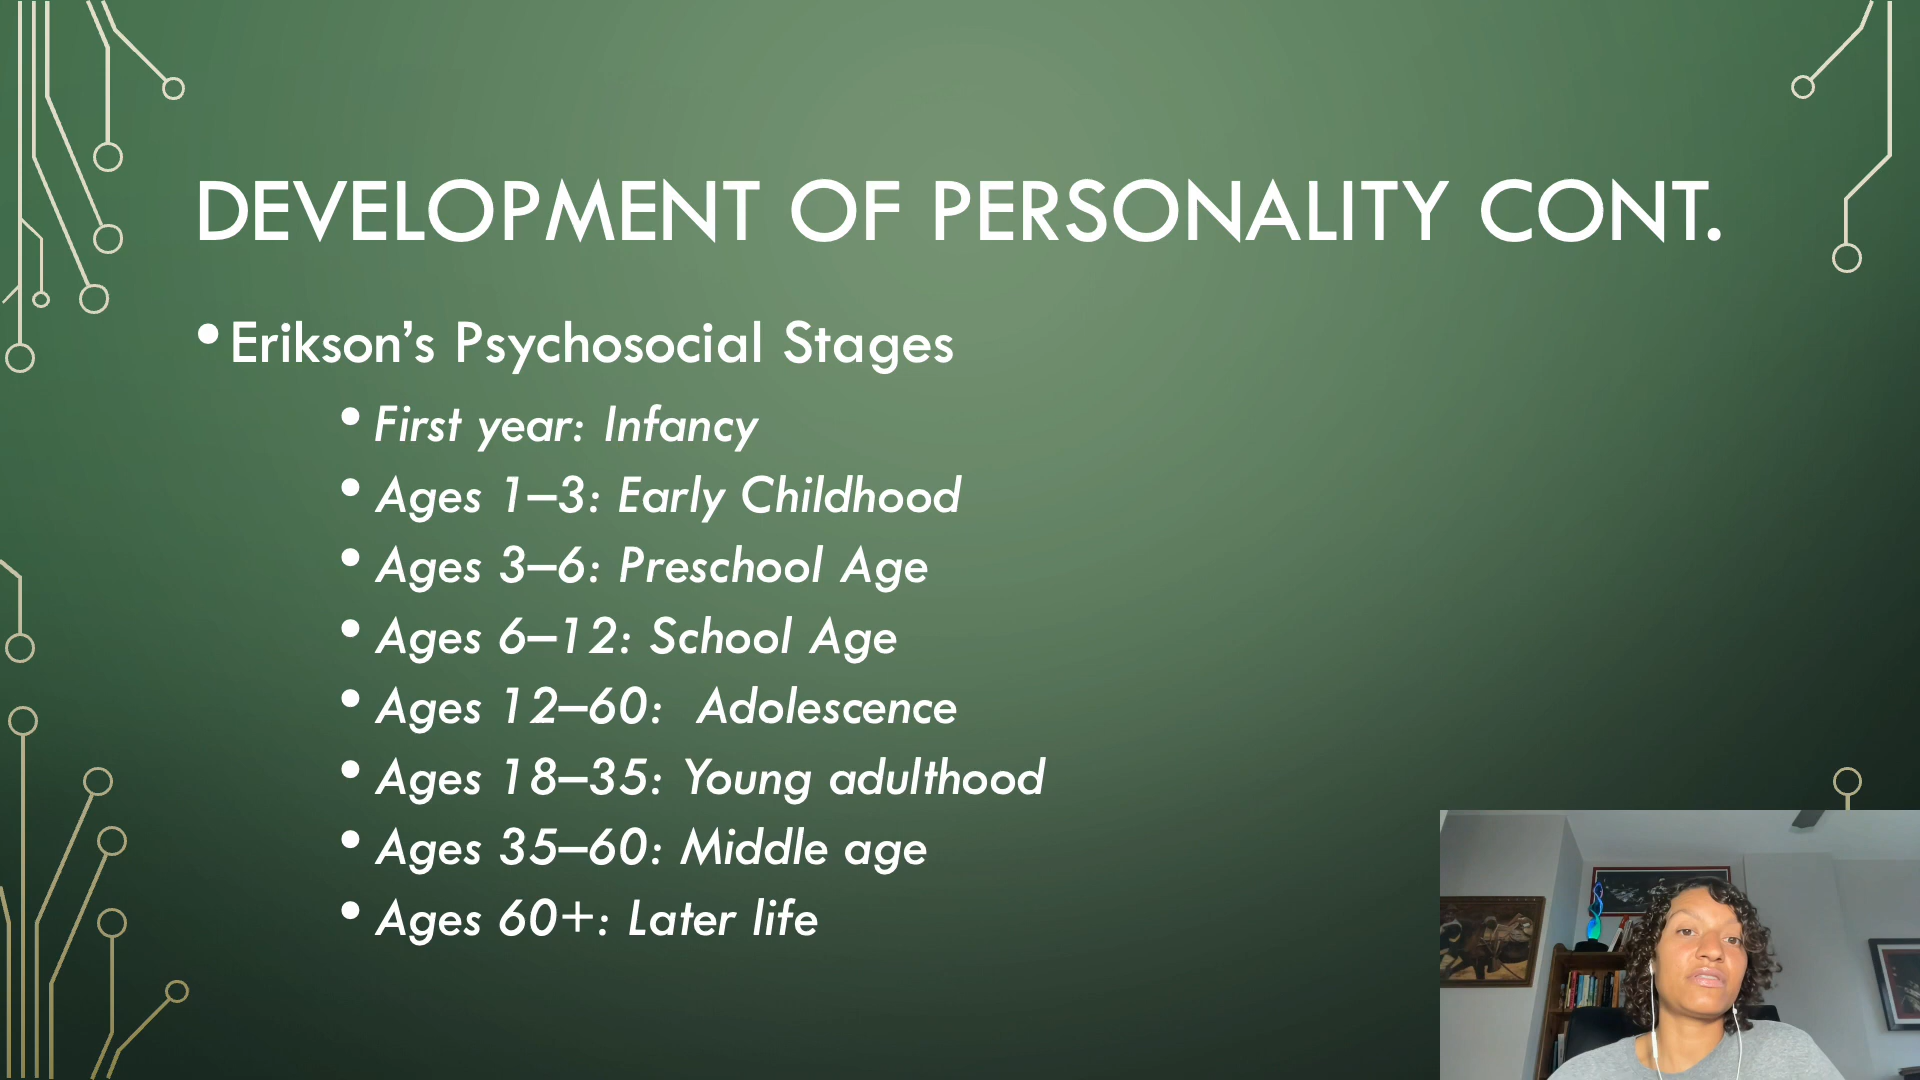 DEVELOPMENT OF PERSONALITY CONT.
• Erikson’s Psychosocial Stages
• First year: Infancy
• Ages 1–3: Early Childhood
• Ages 3–6: Preschool Age
• Ages 6–12: School Age
• Ages 12–60: Adolescence
• Ages 18–35: Young adulthood
• Ages 35–60: Middle age
• Ages 60+: Later life